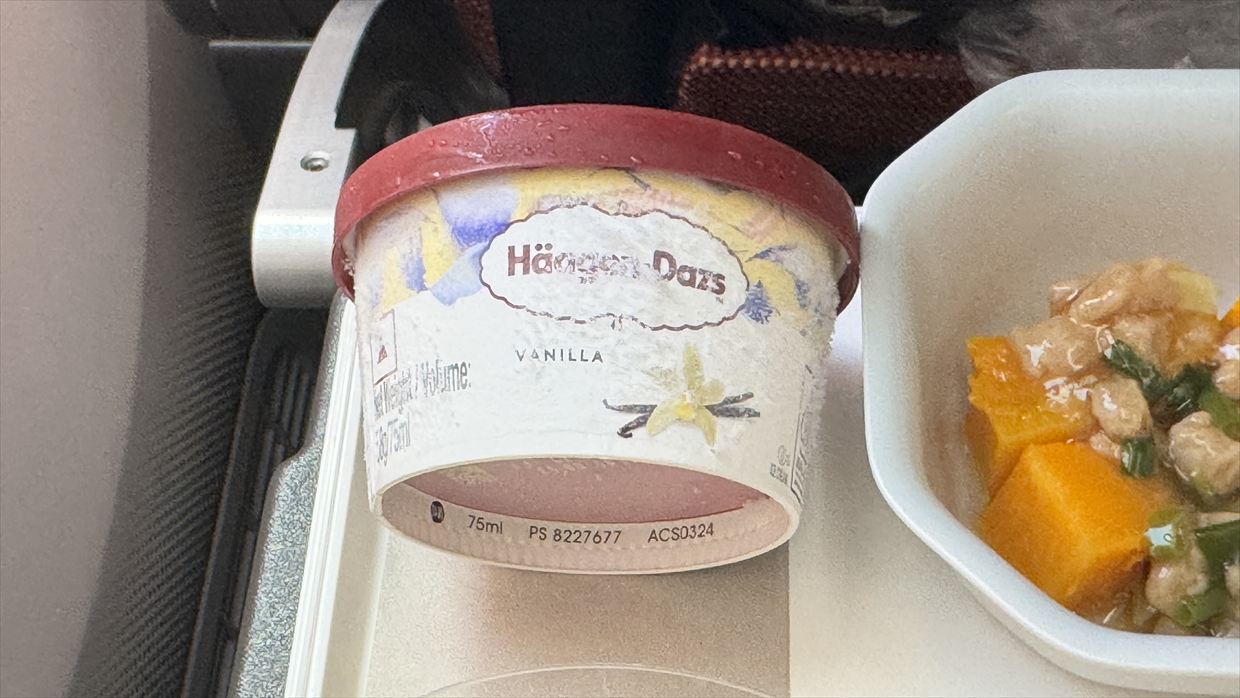 Häagen-Dazs
VANILLA
Net Weight / Volume:
75ml
75ml PS 8227677 ACS0324